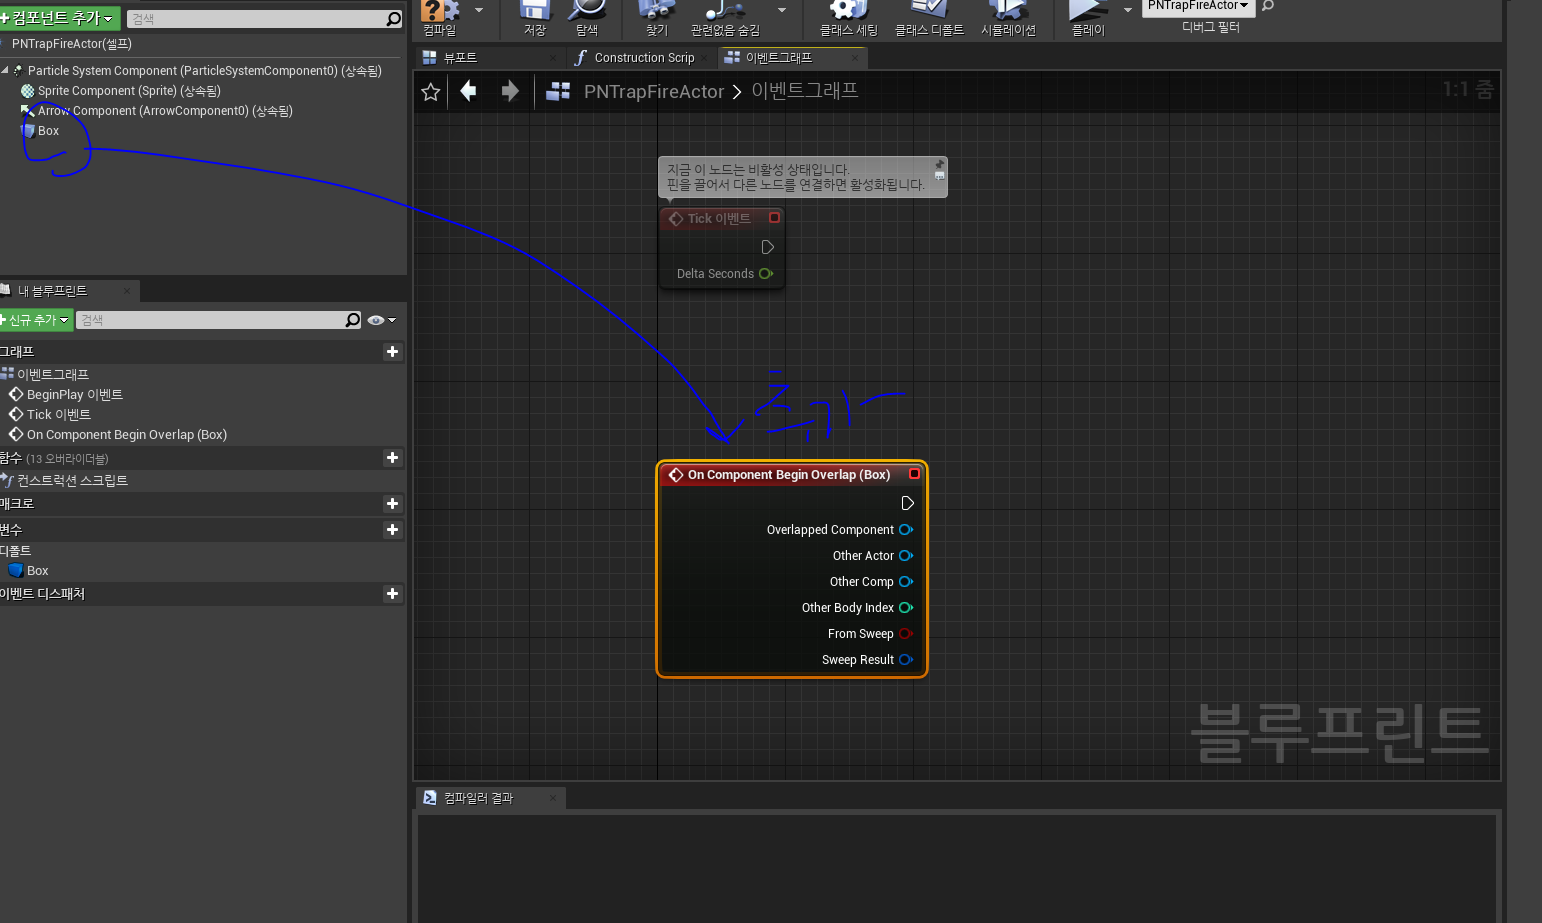 컴포넌트 추가
검색
PNTrapFireActor(셀프)
Particle System Component (ParticleSystemComponent0) (상속됨)
Sprite Component (Sprite) (상속됨)
Arrow Component (ArrowComponent0) (상속됨)
Box
내 블루프린트
신규 추가
검색
그래프
이벤트그래프
BeginPlay 이벤트
Tick 이벤트
On Component Begin Overlap (Box)
함수 (13 오버라이더블)
컨스트럭션 스크립트
매크로
변수
디폴트
Box
이벤트 디스패처
컴파일
저장
탐색
찾기
관련없음 숨김
클래스 세팅
클래스 디폴트
시뮬레이션
플레이
PNTrapFireActor
디버그 필터
뷰포트
Construction Scrip
이벤트그래프
PNTrapFireActor > 이벤트그래프
1:1 줌
지금 이 노드는 비활성 상태입니다.
핀을 끌어서 다른 노드를 연결하면 활성화됩니다.
Tick 이벤트
Delta Seconds
추가
On Component Begin Overlap (Box)
Overlapped Component
Other Actor
Other Comp
Other Body Index
From Sweep
Sweep Result
블루프린트
컴파일러 결과